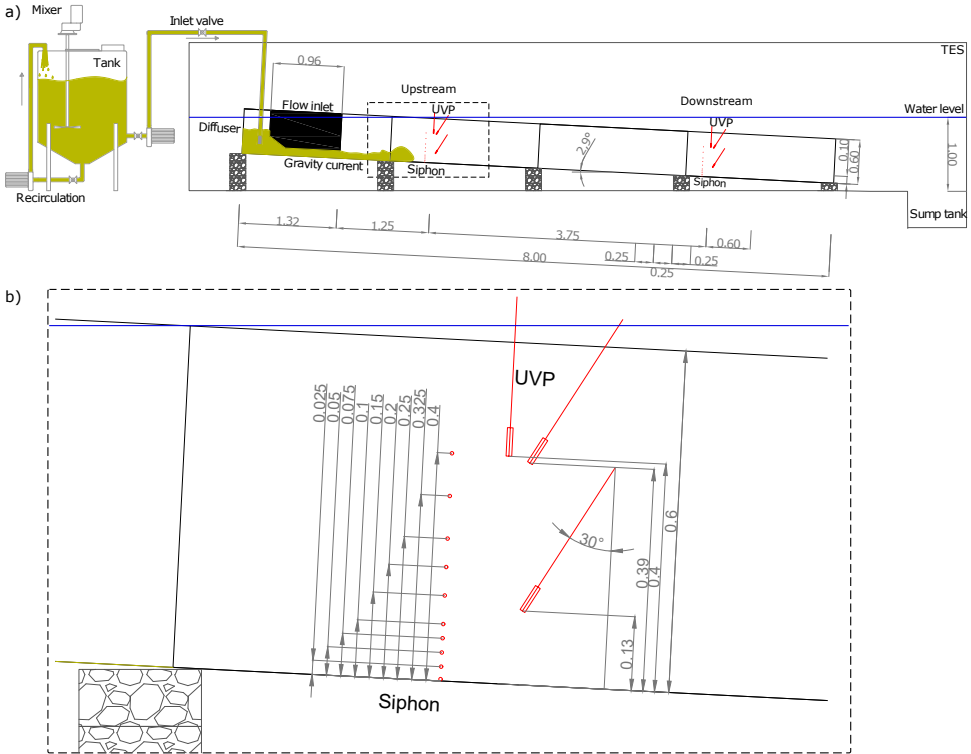 a)
Mixer
Inlet valve
TES
Tank
0.96
Upstream
Downstream
UVP
UVP
Water level
Flow inlet
Diffuser
2.9°
0.10
0.60
1.00
Gravity current
Siphon
Siphon
Recirculation
Sump tank
1.32
1.25
3.75
0.60
0.25
0.25
0.25
8.00
b)
UVP
0.025
0.05
0.075
0.1
0.15
0.2
0.25
0.325
0.4
30°
0.6
0.39
0.4
0.13
Siphon